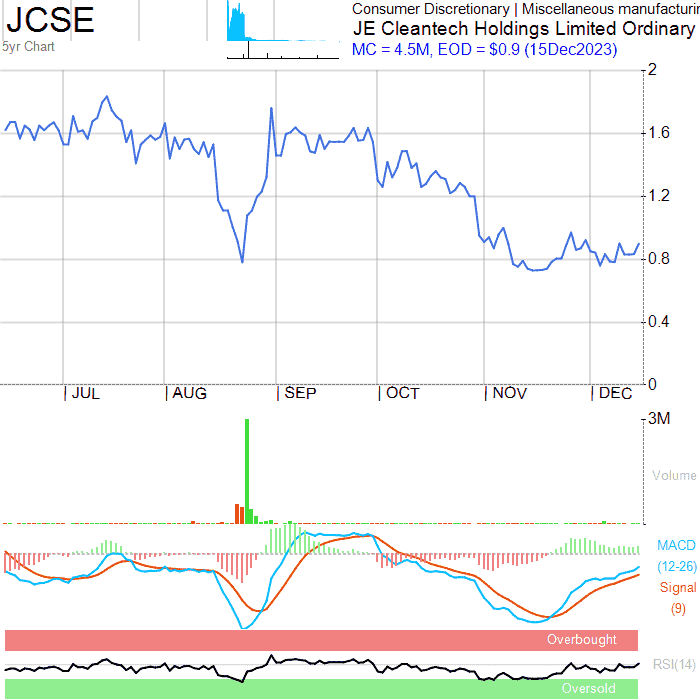 JCSE
5yr Chart
Consumer Discretionary | Miscellaneous manufacturin
JE Cleantech Holdings Limited Ordinary
MC = 4.5M, EOD = $0.9 (15Dec2023)
2
1.6
1.2
0.8
0.4
0
JUL AUG SEP OCT NOV DEC
3M
Volume
MACD
(12-26)
Signal
(9)
Overbought
RSI(14)
Oversold